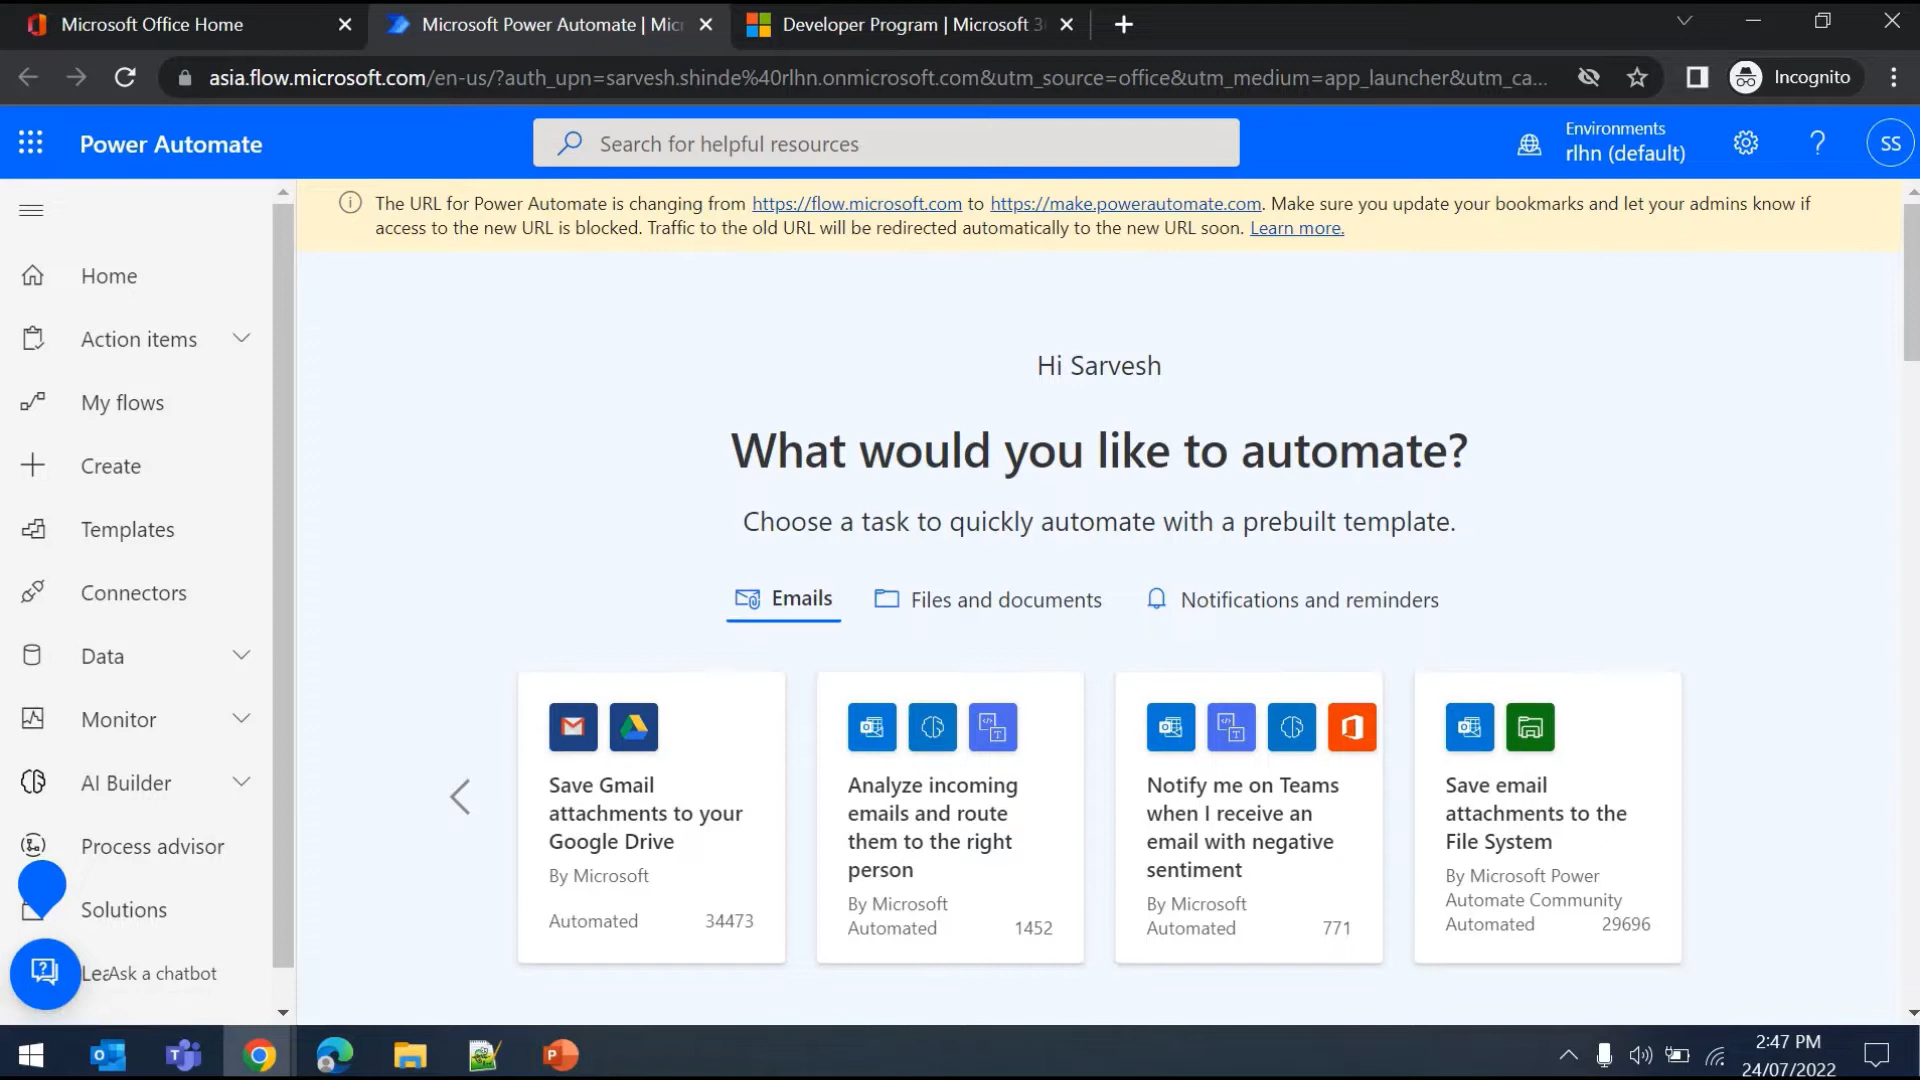 Microsoft Office Home
Microsoft Power Automate | Mic
Developer Program | Microsoft 3
asia.flow.microsoft.com/en-us/?auth_upn=sarvesh.shinde%40rlhn.onmicrosoft.com&utm_source=office&utm_medium=app_launcher&utm_ca...
Incognito
Power Automate
Search for helpful resources
Environments
rlhn (default)
SS
The URL for Power Automate is changing from https://flow.microsoft.com to https://make.powerautomate.com. Make sure you update your bookmarks and let your admins know if
access to the new URL is blocked. Traffic to the old URL will be redirected automatically to the new URL soon. Learn more.
Home
Action items
My flows
Create
Templates
Connectors
Data
Monitor
AI Builder
Process advisor
Solutions
Ask a chatbot
Hi Sarvesh
What would you like to automate?
Choose a task to quickly automate with a prebuilt template.
Emails
Files and documents
Notifications and reminders
Save Gmail
attachments to your
Google Drive
By Microsoft
Automated 34473
Analyze incoming
emails and route
them to the right
person
By Microsoft
Automated 1452
Notify me on Teams
when I receive an
email with negative
sentiment
By Microsoft
Automated 771
Save email
attachments to the
File System
By Microsoft Power
Automate Community
Automated 29696
2:47 PM
24/07/2022